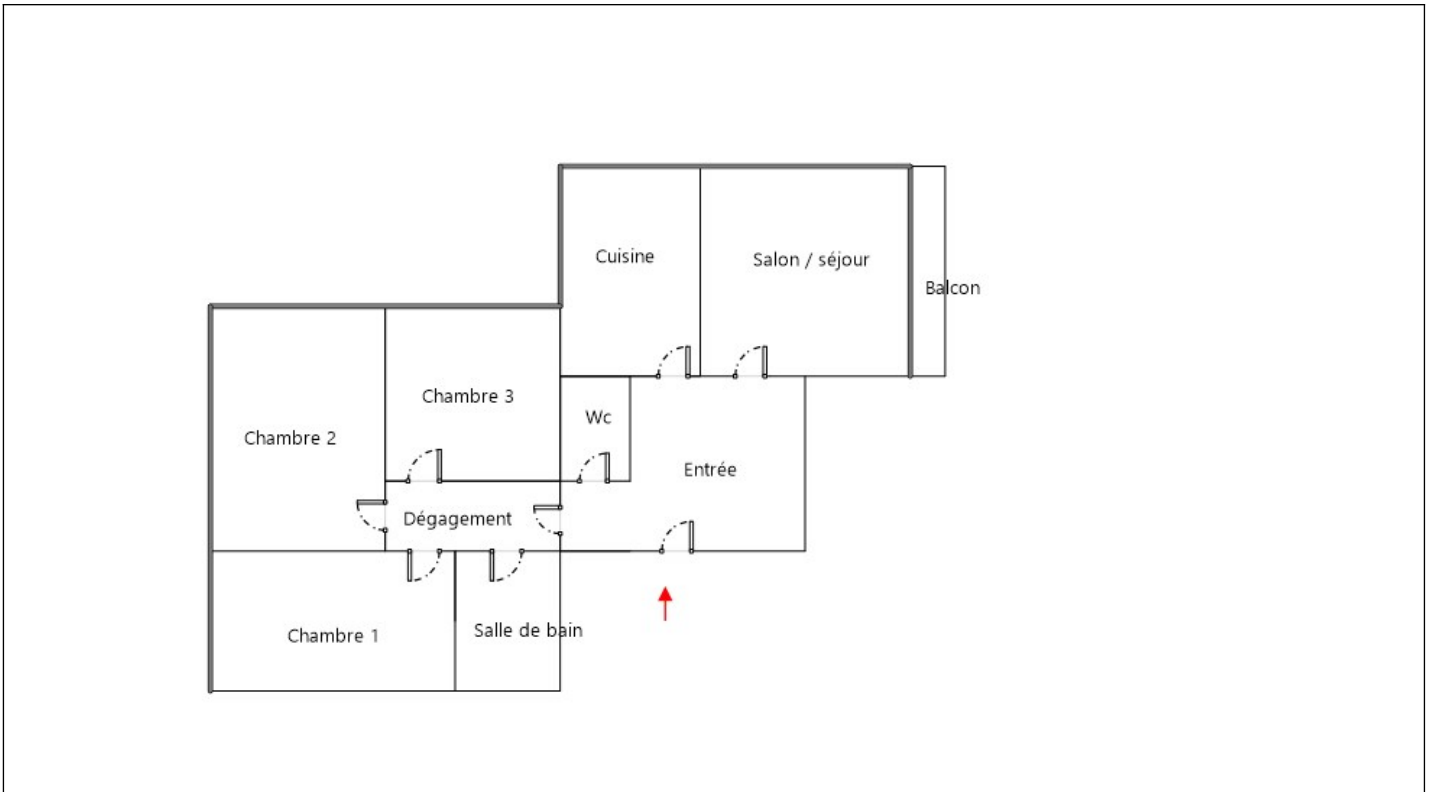 Cuisine
Salon / séjour
Balcon
Chambre 3
Wc
Chambre 2
Entrée
Dégagement
Chambre 1
Salle de bain